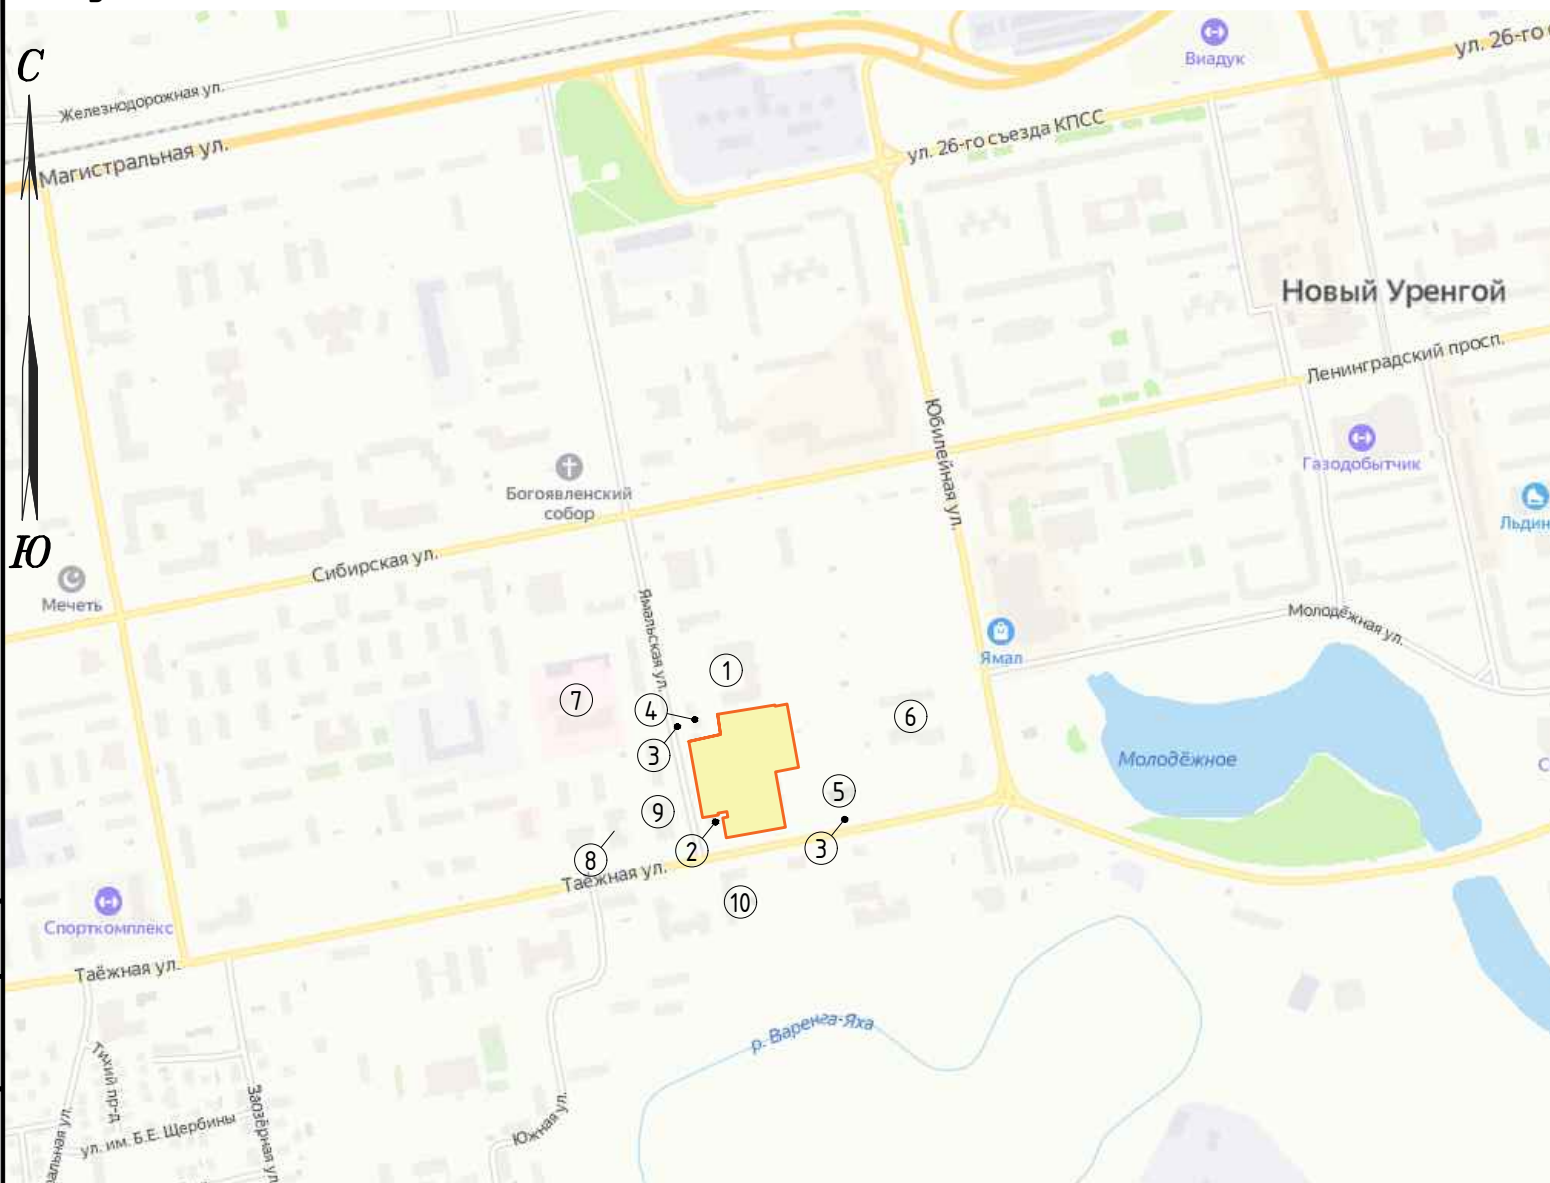 С
Железнодорожная ул.
Магистральная ул.
Виадук
ул. 26-го
ул. 26-го съезда КПСС
Новый Уренгой
Ленинградский просп.
Юбилейная ул.
Газодобытчик
Богоявленский
собор
Льдин
Ю
Сибирская ул.
Мечеть
Ямальская ул.
Молодёжная ул.
Ямал
1
7
4
3
6
Молодёжное
5
9
2
3
8
Таёжная ул.
10
Спорткомплекс
Таёжная ул.
р. Варенга-Яха
Тихий пр-д
Заозёрная ул
ул. им. Б.Е. Щербины
Южная ул.
альная ул.